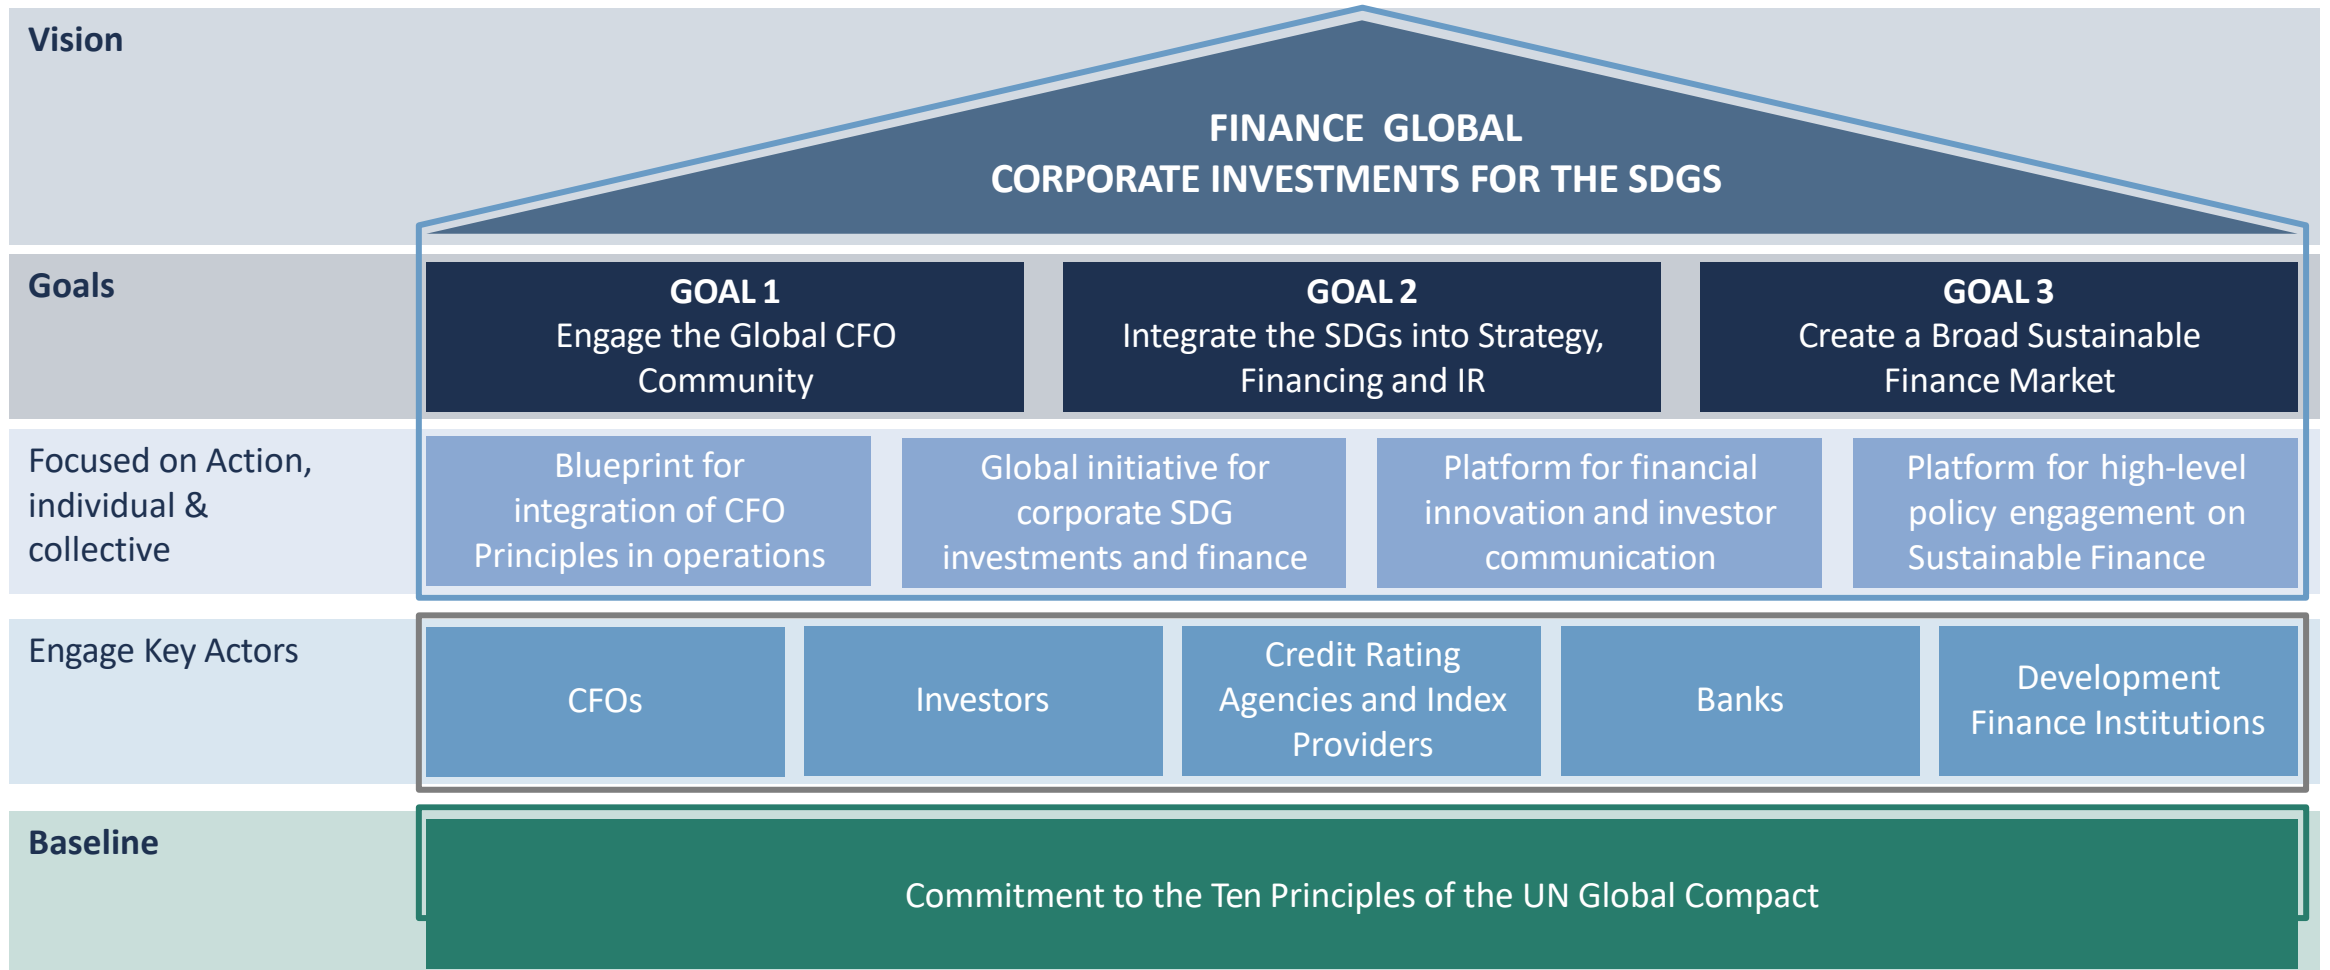 Vision
FINANCE GLOBAL
CORPORATE INVESTMENTS FOR THE SDGS
Goals
GOAL 1
Engage the Global CFO
Community
GOAL 2
Integrate the SDGs into Strategy,
Financing and IR
GOAL 3
Create a Broad Sustainable
Finance Market
Focused on Action,
individual &
collective
Blueprint for
integration of CFO
Principles in operations
Global initiative for
corporate SDG
investments and finance
Platform for financial
innovation and investor
communication
Platform for high-level
policy engagement on
Sustainable Finance
Engage Key Actors
CFOs
Investors
Credit Rating
Agencies and Index
Providers
Banks
Development
Finance Institutions
Baseline
Commitment to the Ten Principles of the UN Global Compact